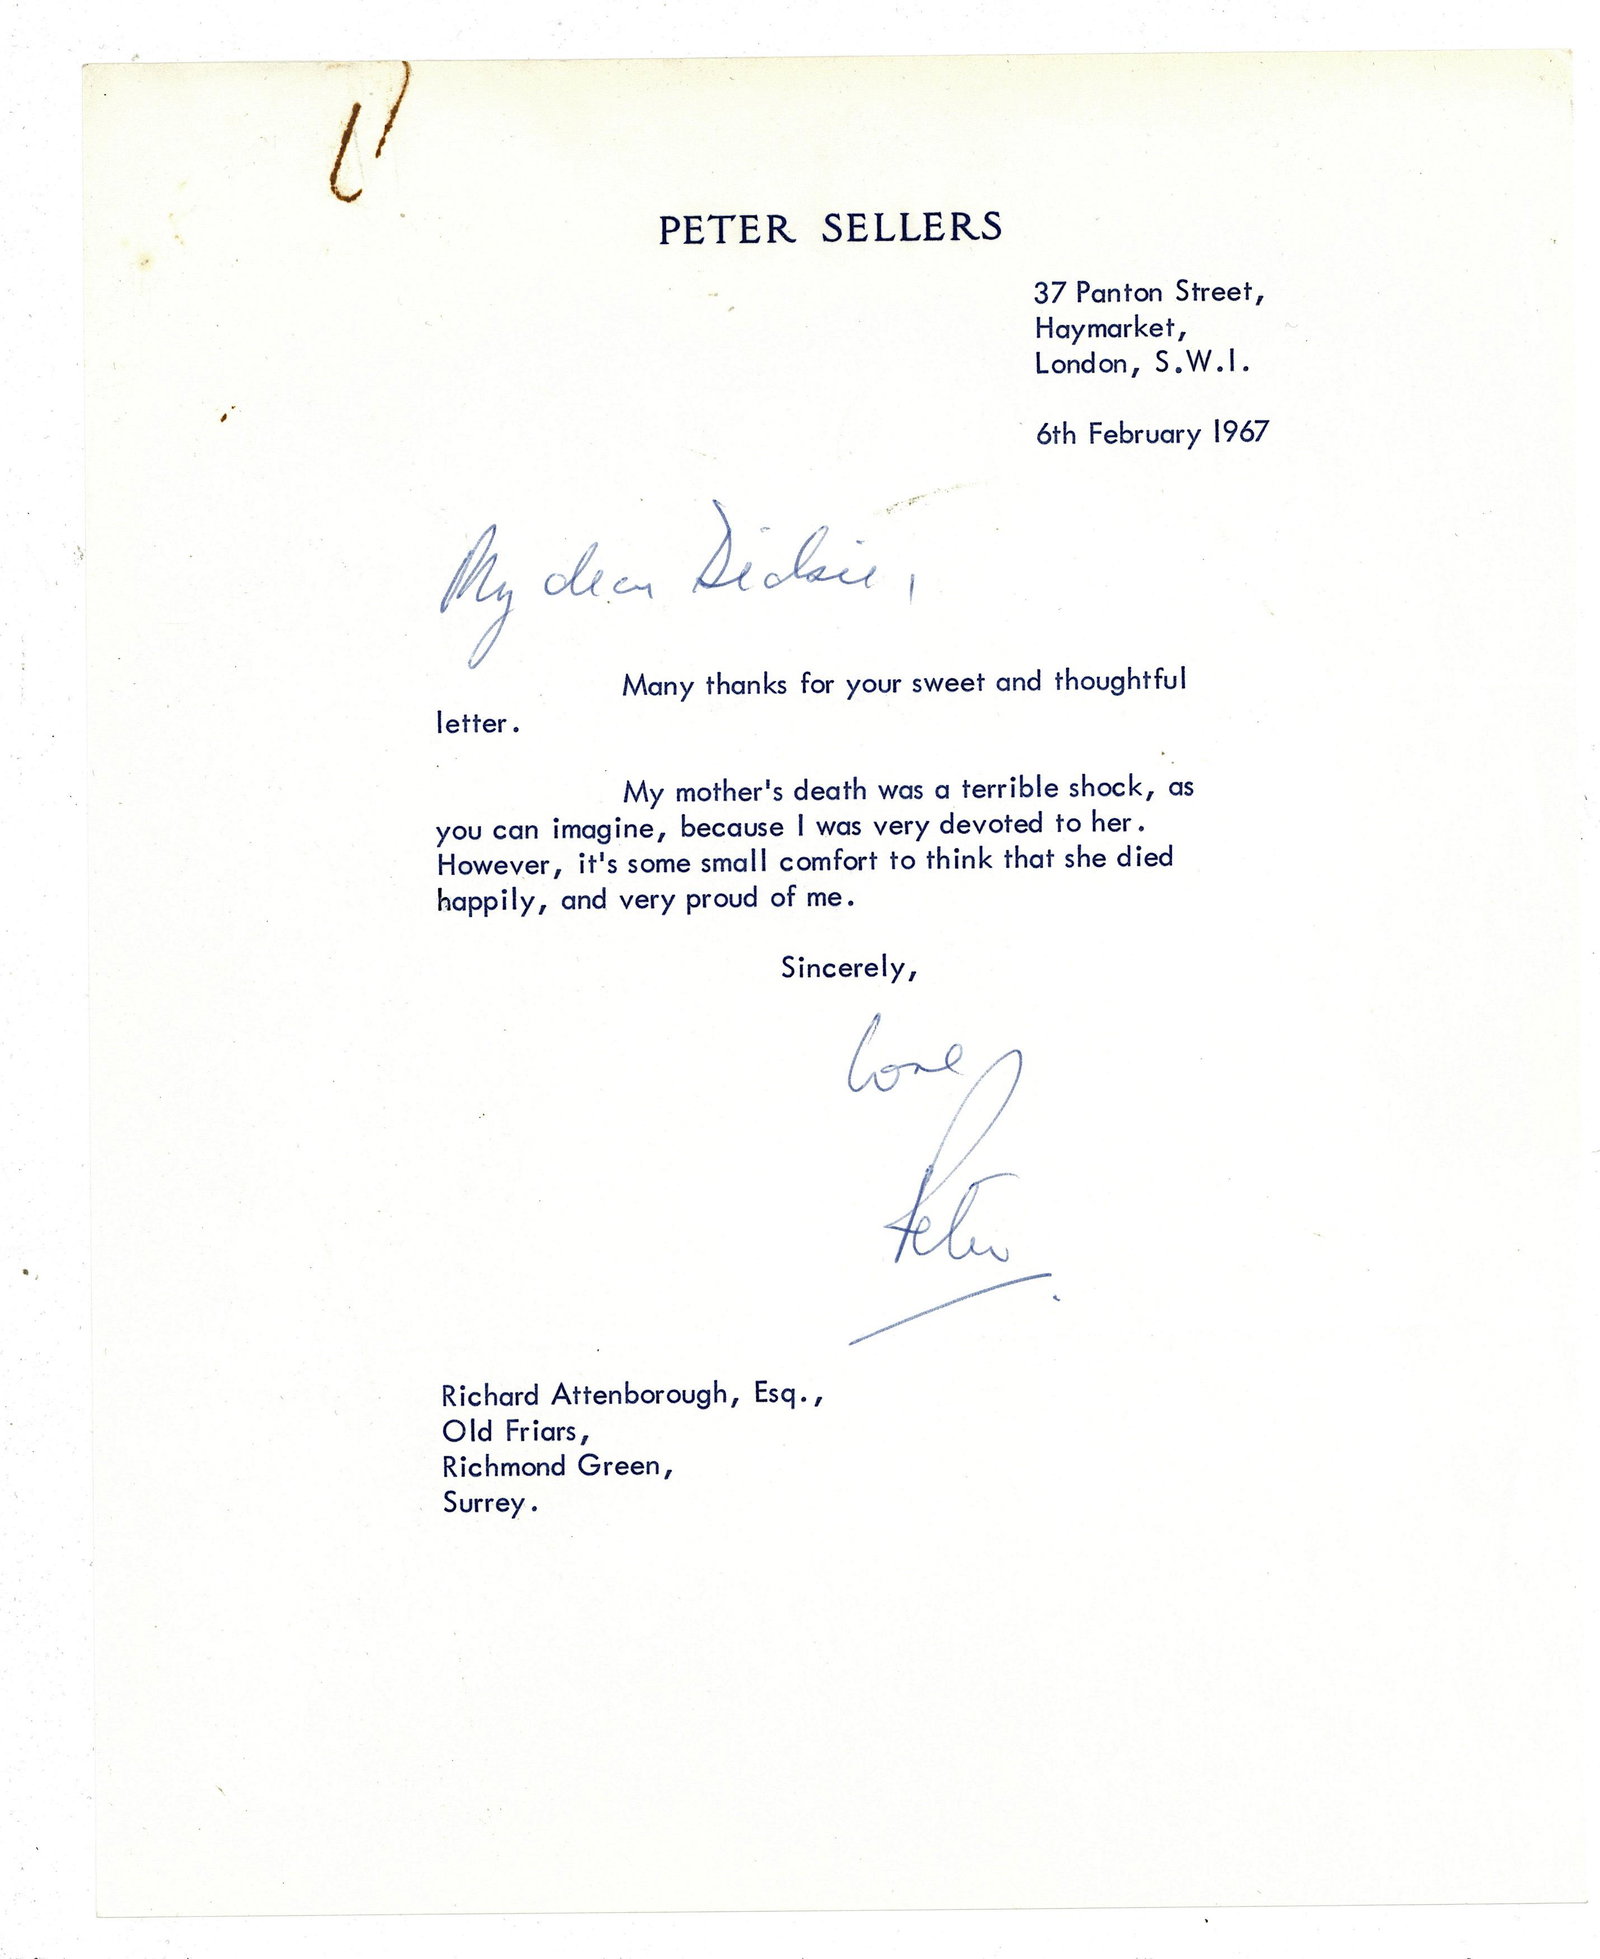 PETER SELLERS
37 Panton Street,
Haymarket,
London, S.W.1.
6th February 1967
My dear Dickie,
Many thanks for your sweet and thoughtful
letter.
My mother's death was a terrible shock, as
you can imagine, because I was very devoted to her.
However, it's some small comfort to think that she died
happily, and very proud of me.
Sincerely,
Love
Peter
Richard Attenborough, Esq.,
Old Friars,
Richmond Green,
Surrey.